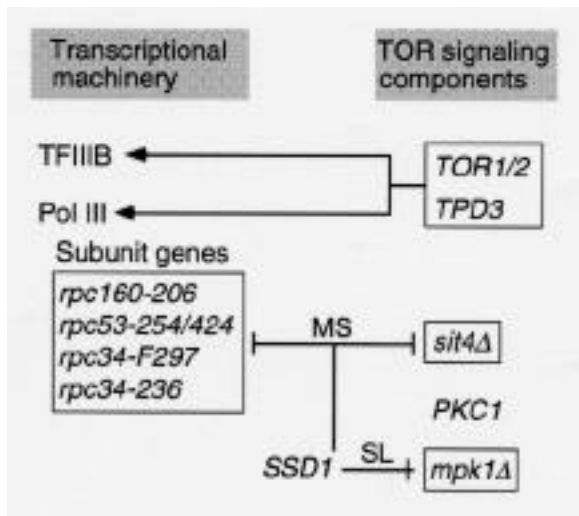 Transcriptional
machinery
TOR signaling
components
TFIIIB
TOR1/2
TPD3
Pol III
Subunit genes
rpc160-206
rpc53-254/424
rpc34-F297
rpc34-236
MS
sit4Δ
PKC1
SSD1
SL
mpk1Δ